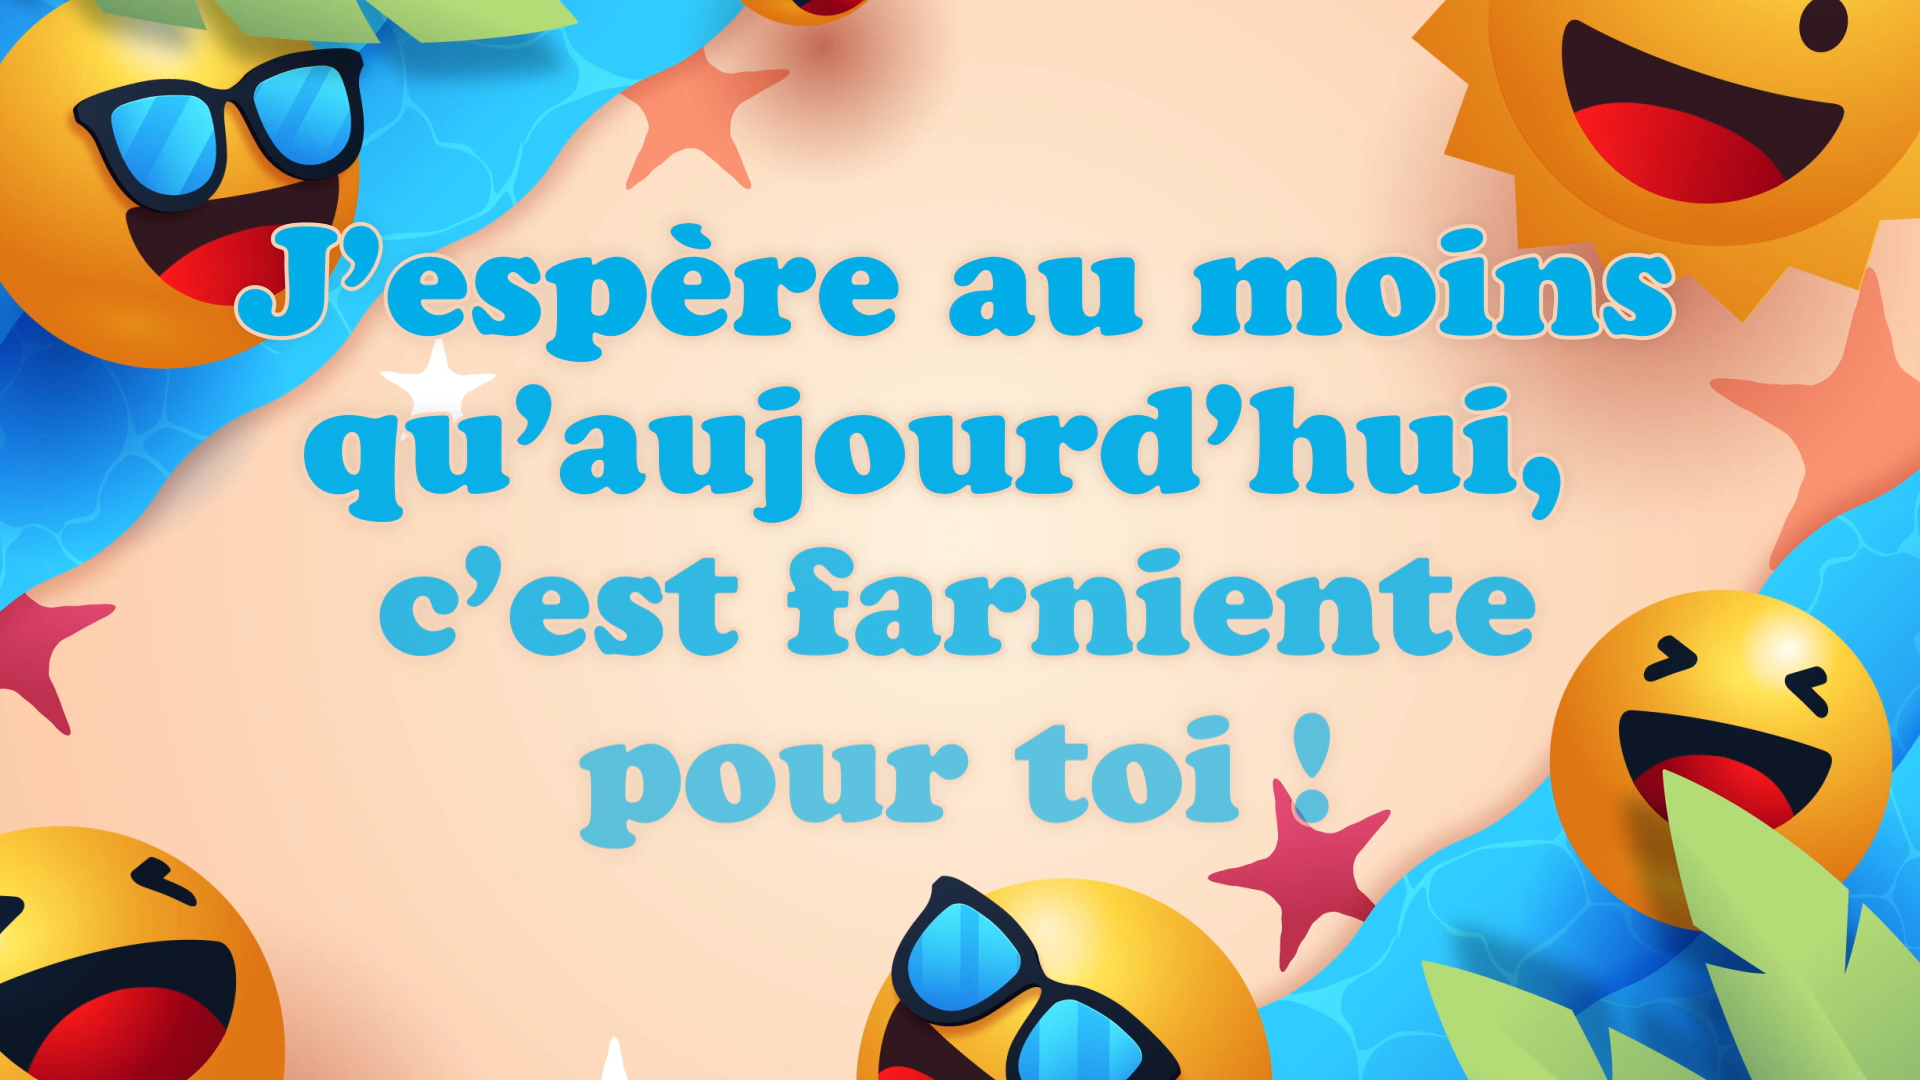 J’espère au moins
qu’aujourd’hui,
c’est farniente
pour toi !